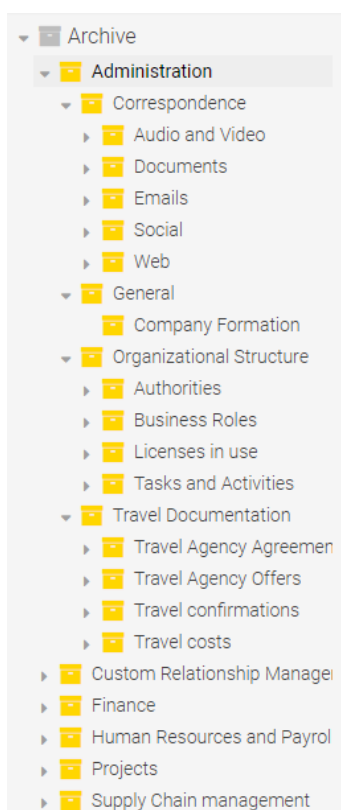 Archive
Administration
Correspondence
Audio and Video
Documents
Emails
Social
Web
General
Company Formation
Organizational Structure
Authorities
Business Roles
Licenses in use
Tasks and Activities
Travel Documentation
Travel Agency Agreemen
Travel Agency Offers
Travel confirmations
Travel costs
Custom Relationship Manage
Finance
Human Resources and Payrol
Projects
Supply Chain management